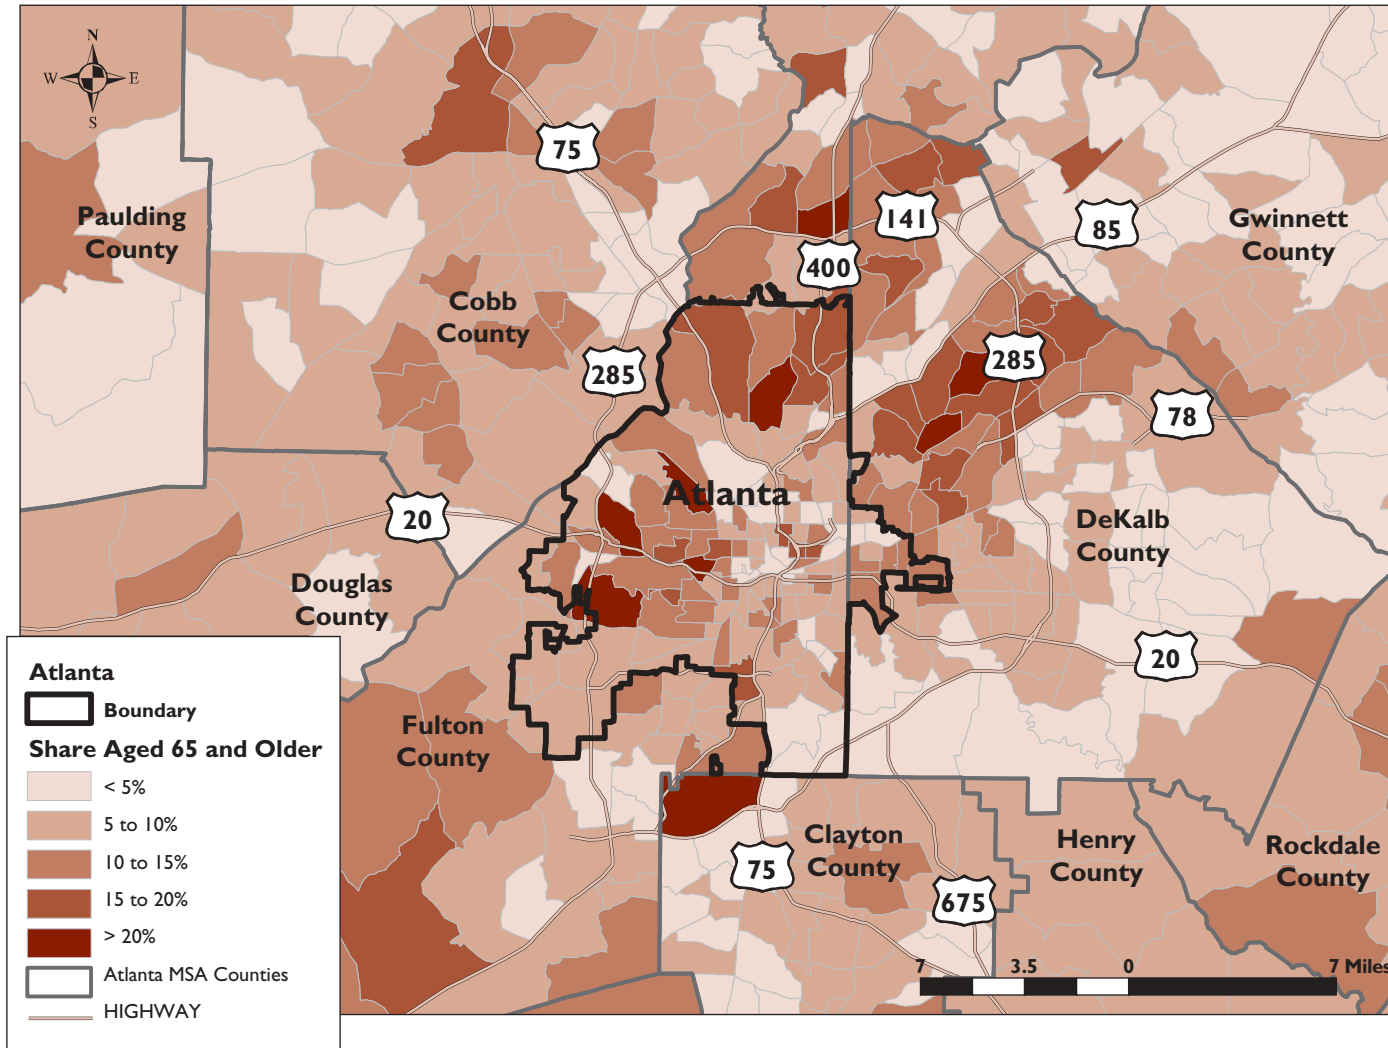 N
W E
S
75
141
85
Paulding
County
Gwinnett
County
400
Cobb
County
285
285
78
Atlanta
20
DeKalb
County
Douglas
County
20
Atlanta
Boundary
Share Aged 65 and Older
< 5%
5 to 10%
10 to 15%
15 to 20%
> 20%
Atlanta MSA Counties
HIGHWAY
Fulton
County
Clayton
County
Henry
County
Rockdale
County
75
675
7 3.5 0 7 Miles